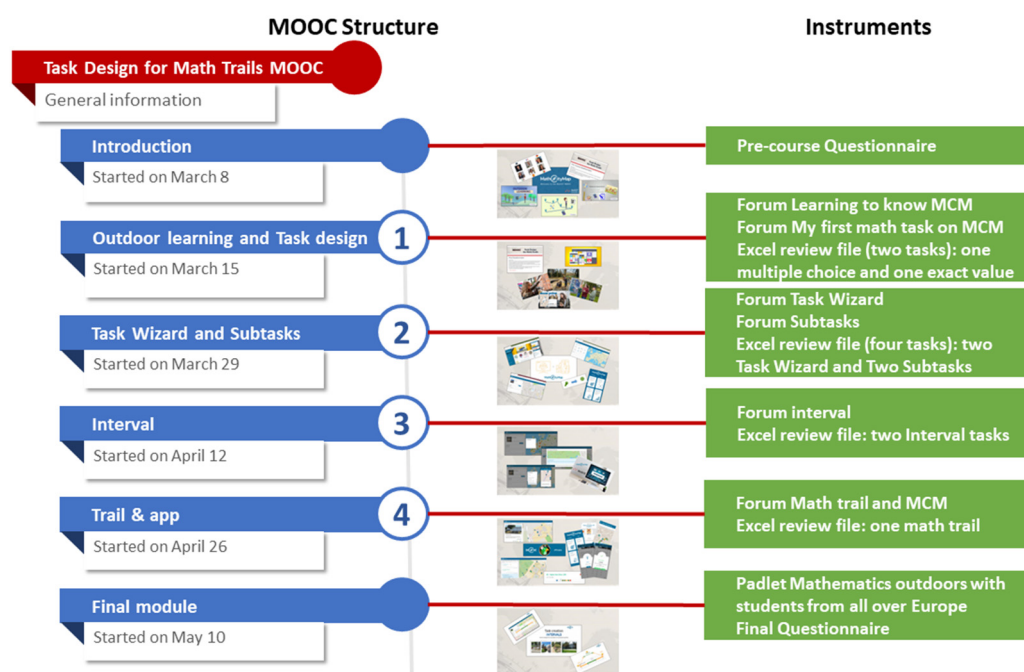 MOOC Structure
Instruments
Task Design for Math Trails MOOC
General information
Introduction
Started on March 8
Pre-course Questionnaire
Outdoor learning and Task design
1
Started on March 15
Forum Learning to know MCM
Forum My first math task on MCM
Excel review file (two tasks): one
multiple choice and one exact value
Task Wizard and Subtasks
2
Started on March 29
Forum Task Wizard
Forum Subtasks
Excel review file (four tasks): two
Task Wizard and Two Subtasks
Interval
3
Started on April 12
Forum interval
Excel review file: two Interval tasks
Trail & app
4
Started on April 26
Forum Math trail and MCM
Excel review file: one math trail
Final module
Started on May 10
Padlet Mathematics outdoors with
students from all over Europe
Final Questionnaire